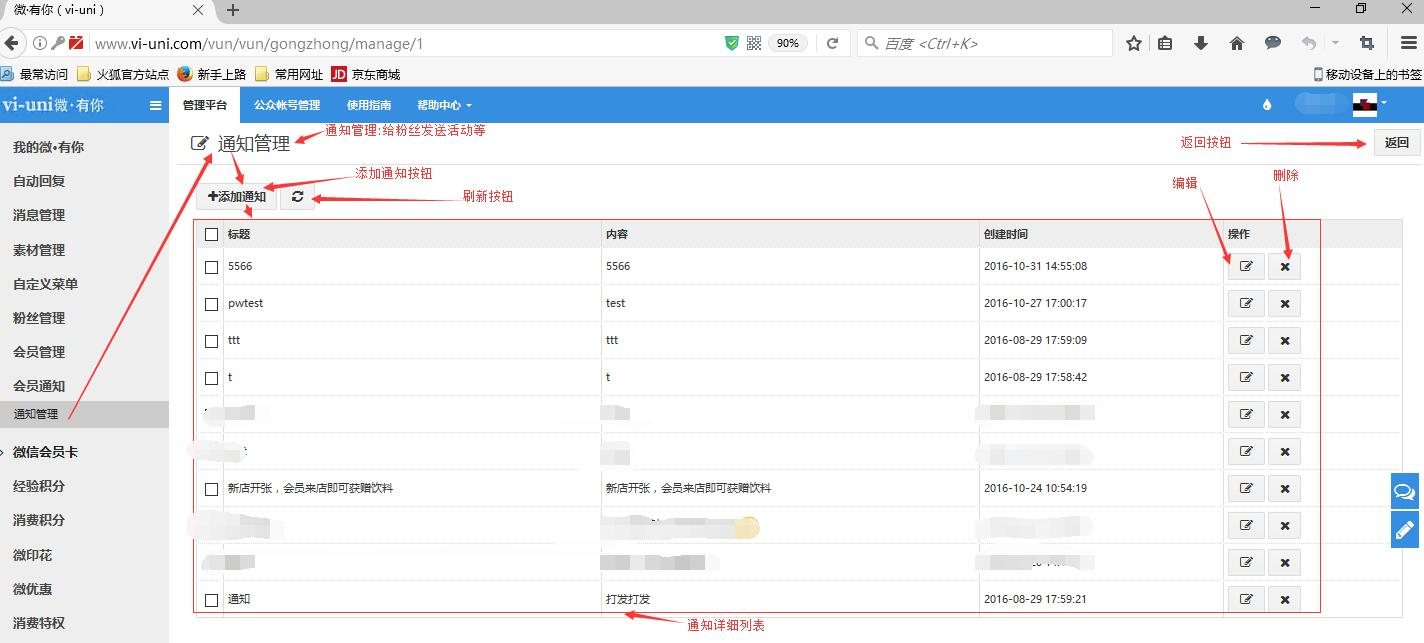 微·有你（vi-uni）
www.vi-uni.com/vun/vun/gongzhong/manage/1
90%
百度 <Ctrl+K>
最常访问 火狐官方站点 新手上路 常用网址 JD 京东商城
移动设备上的书签
vi-uni微·有你
管理平台 公众帐号管理 使用指南 帮助中心
我的微•有你
自动回复
消息管理
素材管理
自定义菜单
粉丝管理
会员管理
会员通知
通知管理
微信会员卡
经验积分
消费积分
微印花
微优惠
消费特权
通知管理
通知管理:给粉丝发送活动等
返回按钮
返回
添加通知按钮
添加通知
刷新按钮
编辑
删除
标题 内容 创建时间 操作
5566 5566 2016-10-31 14:55:08
pwtest test 2016-10-27 17:00:17
ttt ttt 2016-08-29 17:59:09
t t 2016-08-29 17:58:42
新店开张，会员来店即可获赠饮料 新店开张，会员来店即可获赠饮料 2016-10-24 10:54:19
通知 打发打发 2016-08-29 17:59:21
通知详细列表